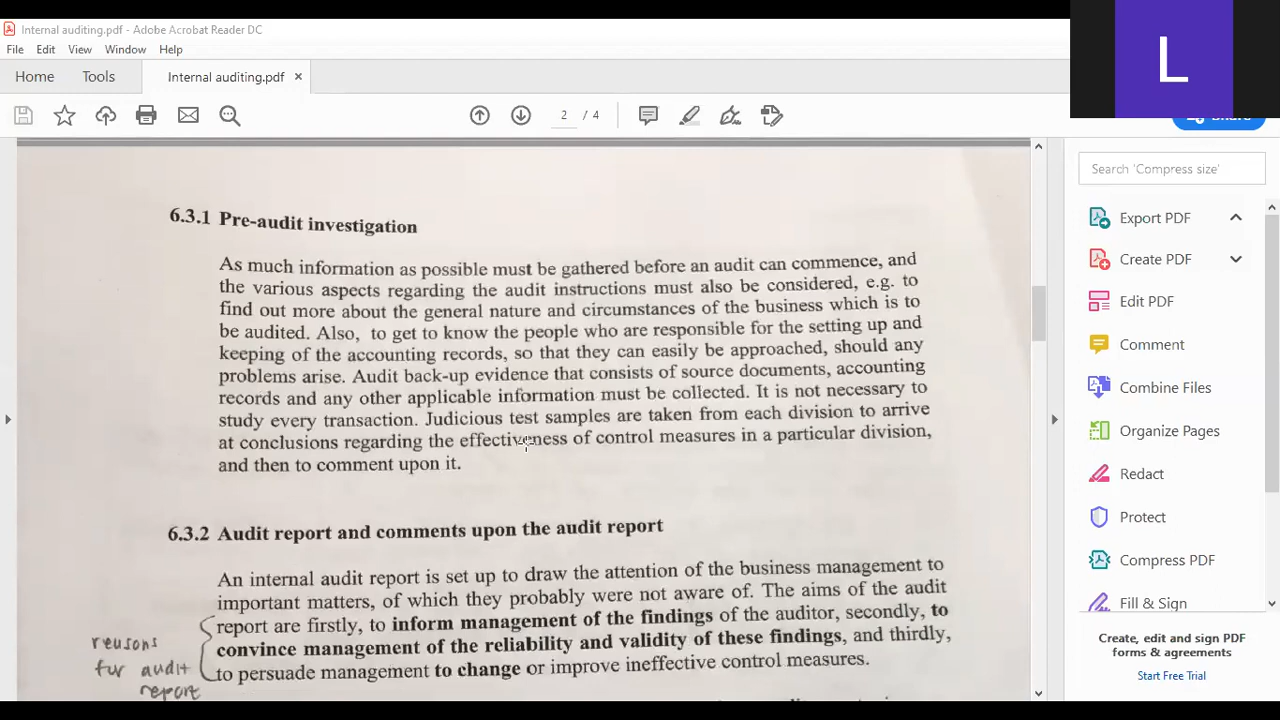 Internal auditing.pdf - Adobe Acrobat Reader DC
File Edit View Window Help
Home Tools Internal auditing.pdf ×
2 / 4
L
Search 'Compress size'
Export PDF
Create PDF
Edit PDF
Comment
Combine Files
Organize Pages
Redact
Protect
Compress PDF
Fill & Sign
Create, edit and sign PDF
forms & agreements
Start Free Trial
6.3.1 Pre-audit investigation
As much information as possible must be gathered before an audit can commence, and
the various aspects regarding the audit instructions must also be considered, e.g. to
find out more about the general nature and circumstances of the business which is to
be audited. Also, to get to know the people who are responsible for the setting up and
keeping of the accounting records, so that they can easily be approached, should any
problems arise. Audit back-up evidence that consists of source documents, accounting
records and any other applicable information must be collected. It is not necessary to
study every transaction. Judicious test samples are taken from each division to arrive
at conclusions regarding the effectiveness of control measures in a particular division,
and then to comment upon it.
6.3.2 Audit report and comments upon the audit report
An internal audit report is set up to draw the attention of the business management to
important matters, of which they probably were not aware of. The aims of the audit
report are firstly, to inform management of the findings of the auditor, secondly, to
convince management of the reliability and validity of these findings, and thirdly,
to persuade management to change or improve ineffective control measures.
reasons
for audit
report